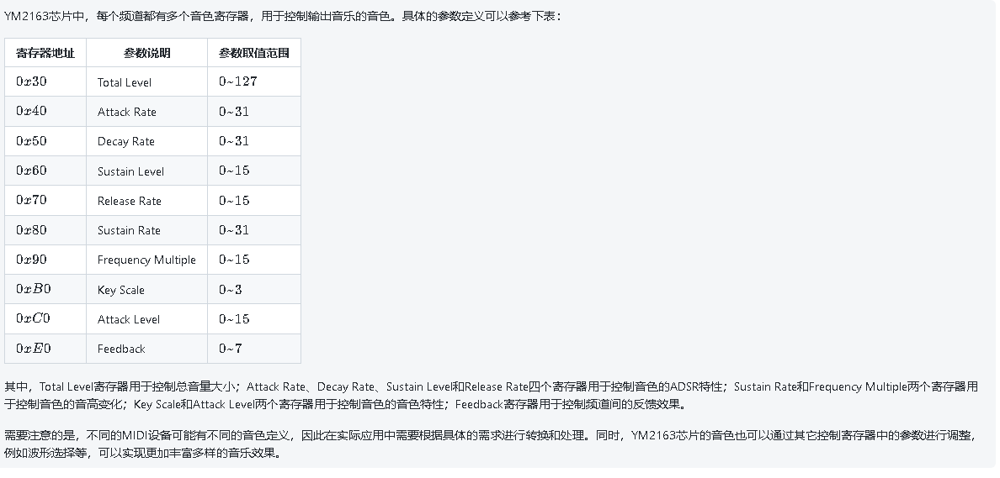 YM2163芯片中，每个频道都有多个音色寄存器，用于控制输出音乐的音色。具体的参数定义可以参考下表：
寄存器地址 参数说明 参数取值范围
0x30 Total Level 0~127
0x40 Attack Rate 0~31
0x50 Decay Rate 0~31
0x60 Sustain Level 0~15
0x70 Release Rate 0~15
0x80 Sustain Rate 0~31
0x90 Frequency Multiple 0~15
0xB0 Key Scale 0~3
0xC0 Attack Level 0~15
0xE0 Feedback 0~7
其中，Total Level寄存器用于控制总音量大小；Attack Rate、Decay Rate、Sustain Level和Release Rate四个寄存器用于控制音色的ADSR特性；Sustain Rate和Frequency Multiple两个寄存器用
于控制音色的音高变化；Key Scale和Attack Level两个寄存器用于控制音色的音色特性；Feedback寄存器用于控制频道间的反馈效果。
需要注意的是，不同的MIDI设备可能有不同的音色定义，因此在实际应用中需要根据具体的需求进行转换和处理。同时，YM2163芯片的音色也可以通过其它控制寄存器中的参数进行调整，
例如波形选择等，可以实现更加丰富多样的音乐效果。